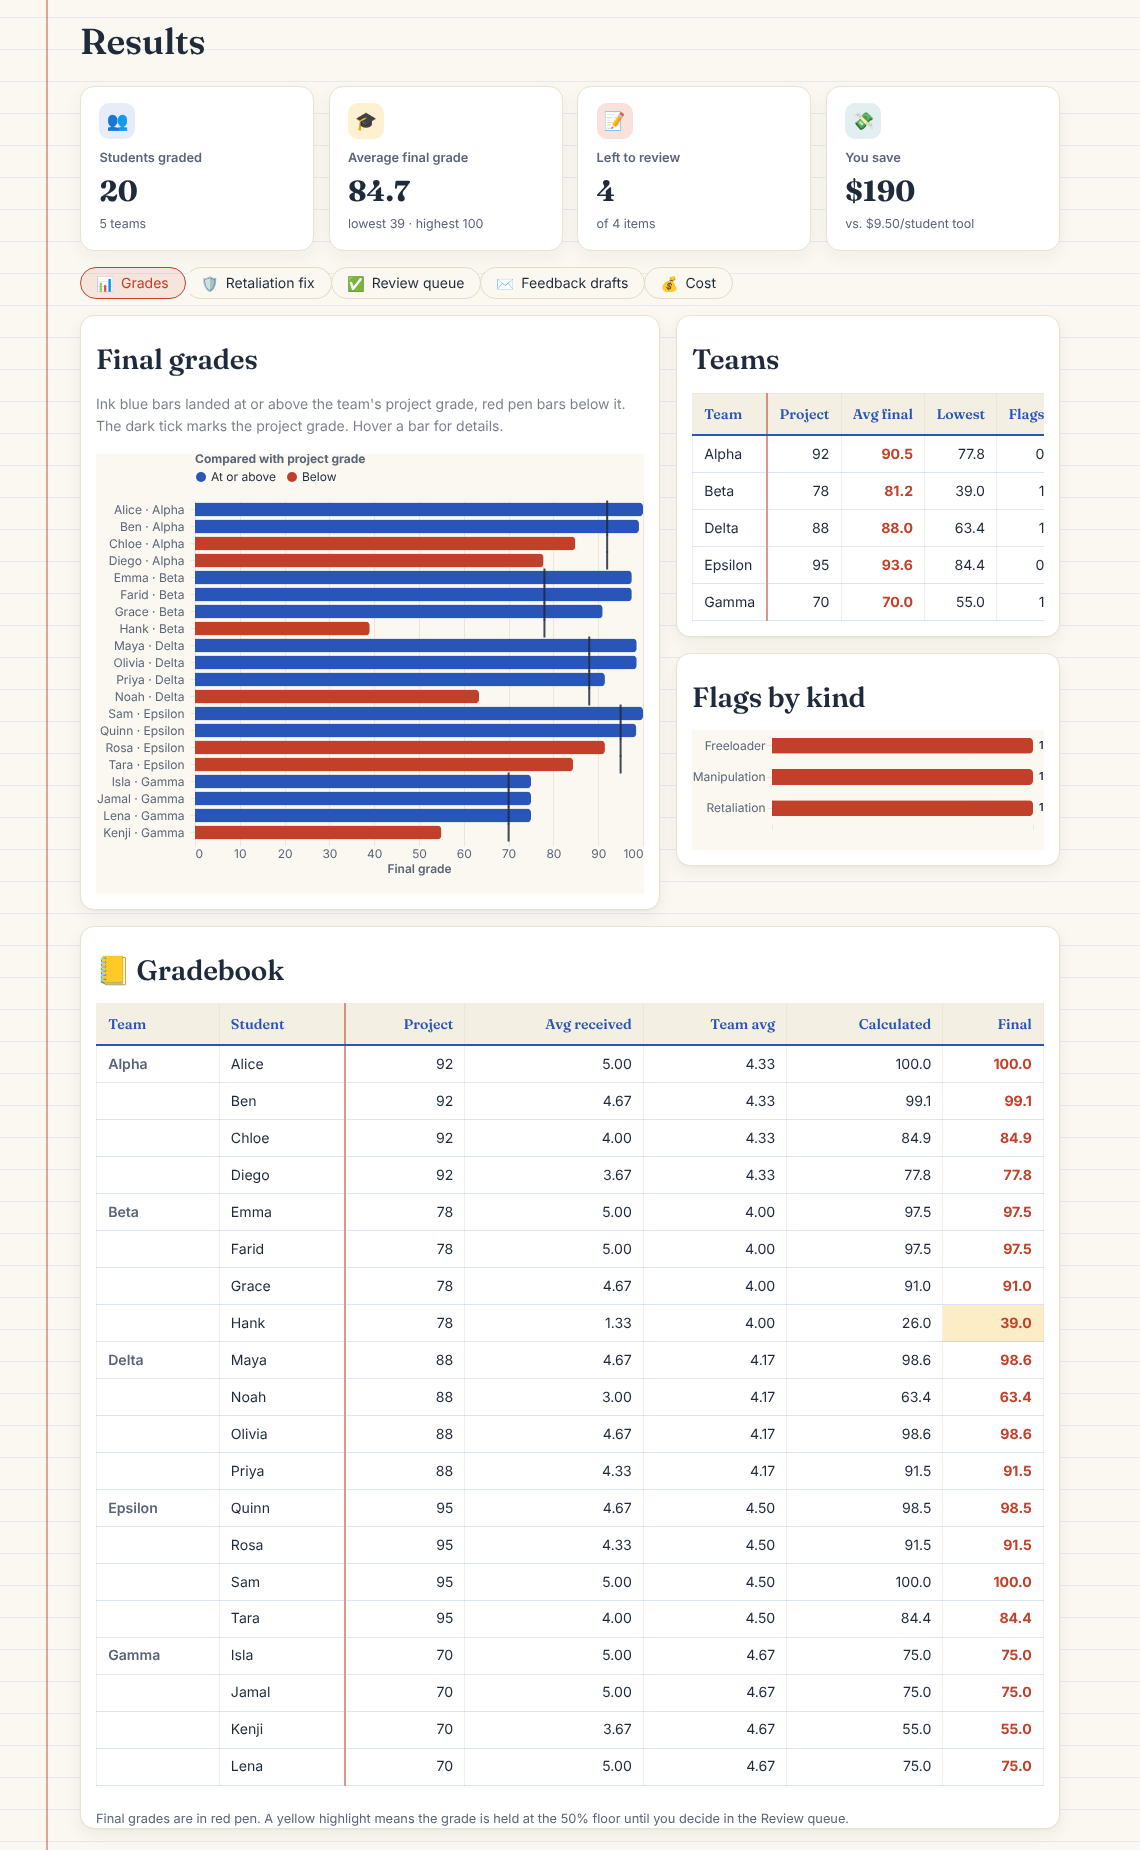 Results
Students graded
20
5 teams
Average final grade
84.7
lowest 39 · highest 100
Left to review
4
of 4 items
You save
$190
vs. $9.50/student tool
Grades
Retaliation fix
Review queue
Feedback drafts
Cost
Final grades
Ink blue bars landed at or above the team's project grade, red pen bars below it.
The dark tick marks the project grade. Hover a bar for details.
Compared with project grade
At or above Below
Alice · Alpha
Ben · Alpha
Chloe · Alpha
Diego · Alpha
Emma · Beta
Farid · Beta
Grace · Beta
Hank · Beta
Maya · Delta
Olivia · Delta
Priya · Delta
Noah · Delta
Sam · Epsilon
Quinn · Epsilon
Rosa · Epsilon
Tara · Epsilon
Isla · Gamma
Jamal · Gamma
Lena · Gamma
Kenji · Gamma
0 10 20 30 40 50 60 70 80 90 100
Final grade
Teams
Team Project Avg final Lowest Flags
Alpha 92 90.5 77.8 0
Beta 78 81.2 39.0 1
Delta 88 88.0 63.4 1
Epsilon 95 93.6 84.4 0
Gamma 70 70.0 55.0 1
Flags by kind
Freeloader 1
Manipulation 1
Retaliation 1
Gradebook
Team Student Project Avg received Team avg Calculated Final
Alpha Alice 92 5.00 4.33 100.0 100.0
Ben 92 4.67 4.33 99.1 99.1
Chloe 92 4.00 4.33 84.9 84.9
Diego 92 3.67 4.33 77.8 77.8
Beta Emma 78 5.00 4.00 97.5 97.5
Farid 78 5.00 4.00 97.5 97.5
Grace 78 4.67 4.00 91.0 91.0
Hank 78 1.33 4.00 26.0 39.0
Delta Maya 88 4.67 4.17 98.6 98.6
Noah 88 3.00 4.17 63.4 63.4
Olivia 88 4.67 4.17 98.6 98.6
Priya 88 4.33 4.17 91.5 91.5
Epsilon Quinn 95 4.67 4.50 98.5 98.5
Rosa 95 4.33 4.50 91.5 91.5
Sam 95 5.00 4.50 100.0 100.0
Tara 95 4.00 4.50 84.4 84.4
Gamma Isla 70 5.00 4.67 75.0 75.0
Jamal 70 5.00 4.67 75.0 75.0
Kenji 70 3.67 4.67 55.0 55.0
Lena 70 5.00 4.67 75.0 75.0
Final grades are in red pen. A yellow highlight means the grade is held at the 50% floor until you decide in the Review queue.